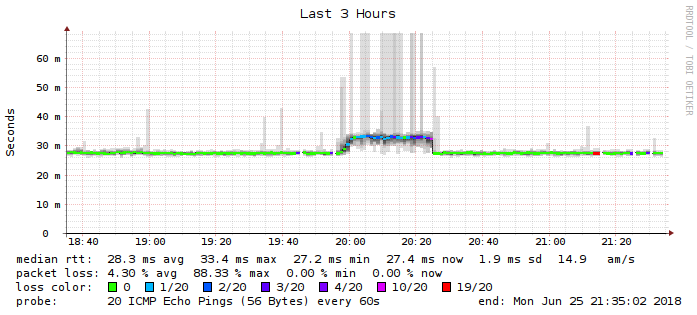 Last 3 Hours
RRDTOOL / TOBI OETIKER
Seconds
60 m
50 m
40 m
30 m
20 m
10 m
0
18:40 19:00 19:20 19:40 20:00 20:20 20:40 21:00 21:20
median rtt: 28.3 ms avg 33.4 ms max 27.2 ms min 27.4 ms now 1.9 ms sd 14.9 am/s
packet loss: 4.30 % avg 88.33 % max 0.00 % min 0.00 % now
loss color: 0 1/20 2/20 3/20 4/20 10/20 19/20
probe: 20 ICMP Echo Pings (56 Bytes) every 60s end: Mon Jun 25 21:35:02 2018